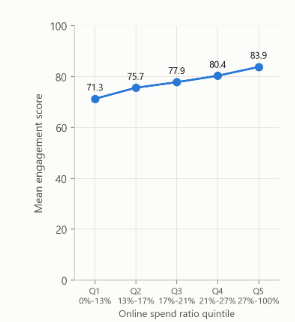 100
80
60
40
20
0
Mean engagement score
71.3
75.7
77.9
80.4
83.9
Q1 Q2 Q3 Q4 Q5
0%-13% 13%-17% 17%-21% 21%-27% 27%-100%
Online spend ratio quintile